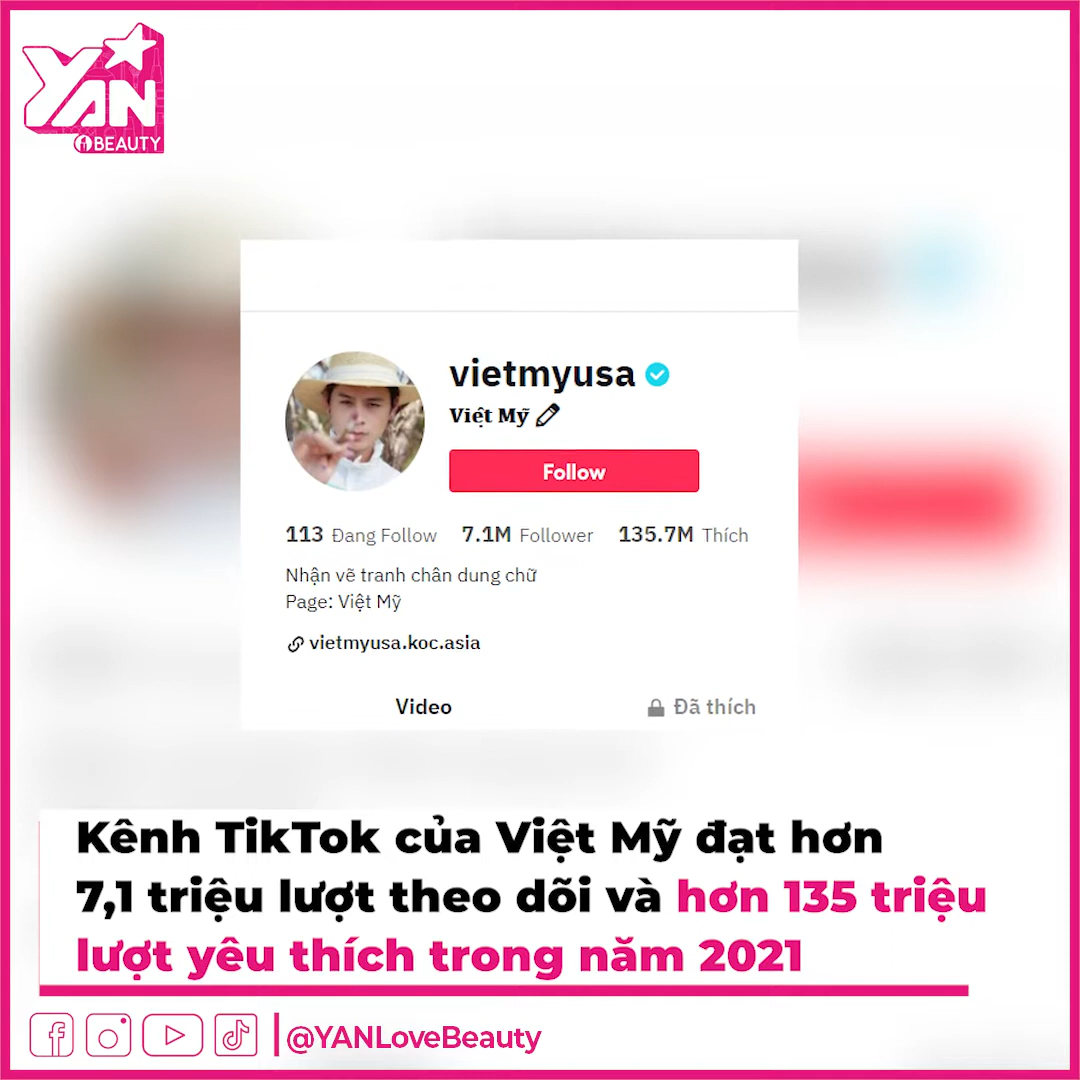 YAN
BEAUTY
vietmyusa
Việt Mỹ
Follow
113 Đang Follow 7.1M Follower 135.7M Thích
Nhận vẽ tranh chân dung chữ
Page: Việt Mỹ
vietmyusa.koc.asia
Video Đã thích
Kênh TikTok của Việt Mỹ đạt hơn
7,1 triệu lượt theo dõi và hơn 135 triệu
lượt yêu thích trong năm 2021
@YANLoveBeauty